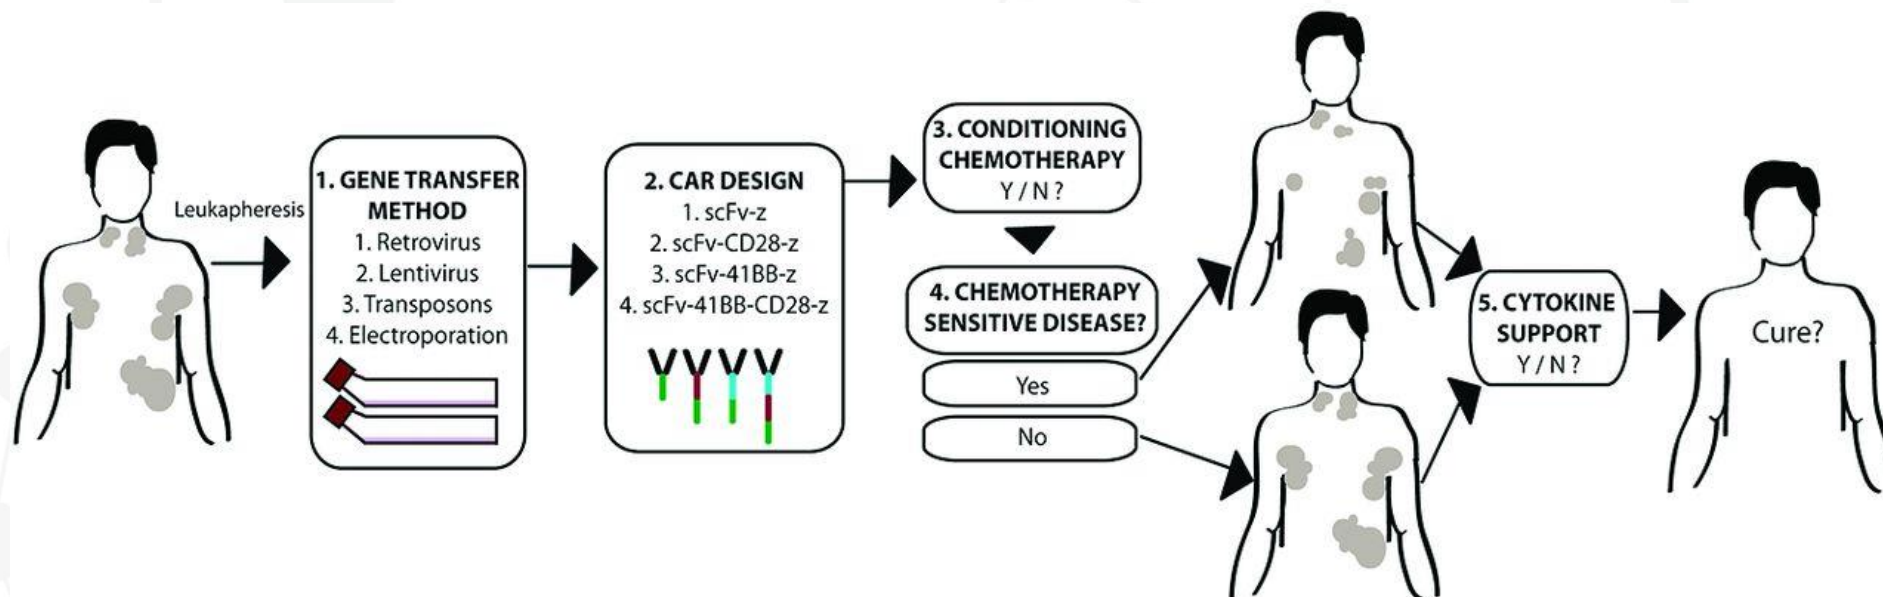 Leukapheresis
1. GENE TRANSFER
METHOD
1. Retrovirus
2. Lentivirus
3. Transposons
4. Electroporation
2. CAR DESIGN
1. scFv-z
2. scFv-CD28-z
3. scFv-41BB-z
4. scFv-41BB-CD28-z
3. CONDITIONING
CHEMOTHERAPY
Y / N ?
4. CHEMOTHERAPY
SENSITIVE DISEASE?
Yes
No
5. CYTOKINE
SUPPORT
Y / N ?
Cure?